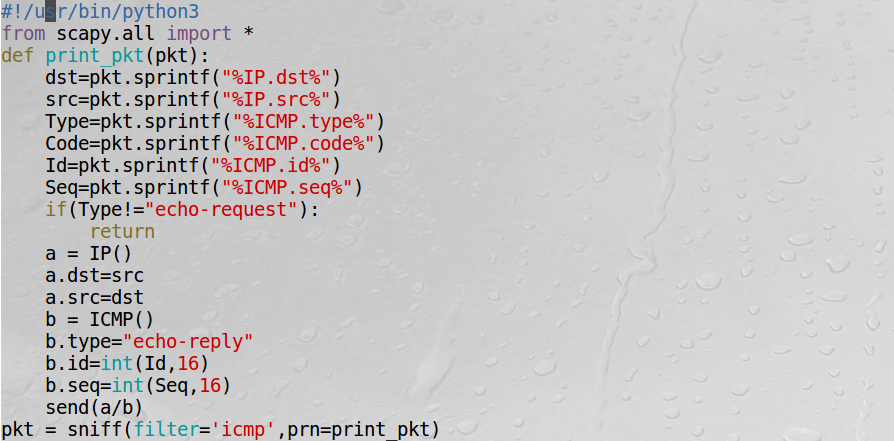 #!/usr/bin/python3
from scapy.all import *
def print_pkt(pkt):
    dst=pkt.sprintf("%IP.dst%")
    src=pkt.sprintf("%IP.src%")
    Type=pkt.sprintf("%ICMP.type%")
    Code=pkt.sprintf("%ICMP.code%")
    Id=pkt.sprintf("%ICMP.id%")
    Seq=pkt.sprintf("%ICMP.seq%")
    if(Type!="echo-request"):
        return
    a = IP()
    a.dst=src
    a.src=dst
    b = ICMP()
    b.type="echo-reply"
    b.id=int(Id,16)
    b.seq=int(Seq,16)
    send(a/b)
pkt = sniff(filter='icmp',prn=print_pkt)